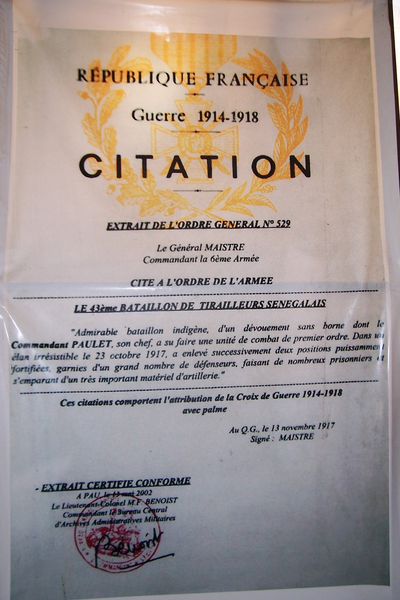 RÉPUBLIQUE FRANÇAISE
Guerre 1914-1918
CITATION
EXTRAIT DE L'ORDRE GENERAL N° 529
Le Général MAISTRE
Commandant la 6ème Armée
CITE A L'ORDRE DE L'ARMEE
LE 43ème BATAILLON DE TIRAILLEURS SENEGALAIS
"Admirable bataillon indigène, d'un dévouement sans borne dont le
Commandant PAULET, son chef, a su faire une unité de combat de premier ordre. Dans un
élan irrésistible le 23 octobre 1917, a enlevé successivement deux positions puissamment
fortifiées, garnies d'un grand nombre de défenseurs, faisant de nombreux prisonniers et
s'emparant d'un très important matériel d'artillerie."
Ces citations comportent l'attribution de la Croix de Guerre 1914-1918
avec palme
Au Q.G., le 13 novembre 1917
Signé : MAISTRE
- EXTRAIT CERTIFIE CONFORME
A PAU, le 13 mai 2002
Le Lieutenant-Colonel M.F. BENOIST
Commandant le Bureau Central
d'Archives Administratives Militaires